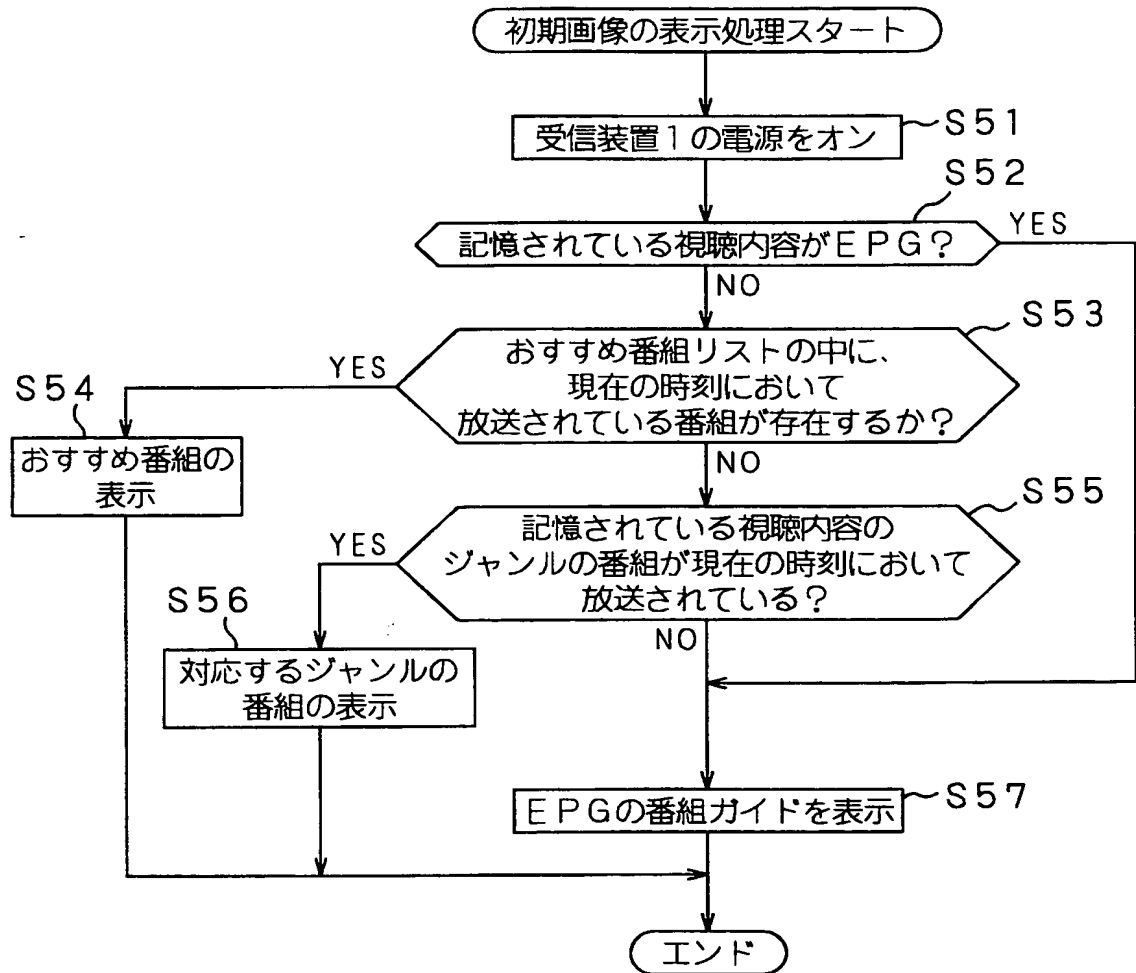 初期画像の表示処理スタート
受信装置1の電源をオン
S51
S52
記憶されている視聴内容がEPG?
YES
NO
S53
おすすめ番組リストの中に、
現在の時刻において
放送されている番組が存在するか?
YES
S54
おすすめ番組の
表示
NO
S55
記憶されている視聴内容の
ジャンルの番組が現在の時刻において
放送されている?
YES
S56
対応するジャンルの
番組の表示
NO
EPGの番組ガイドを表示
S57
エンド